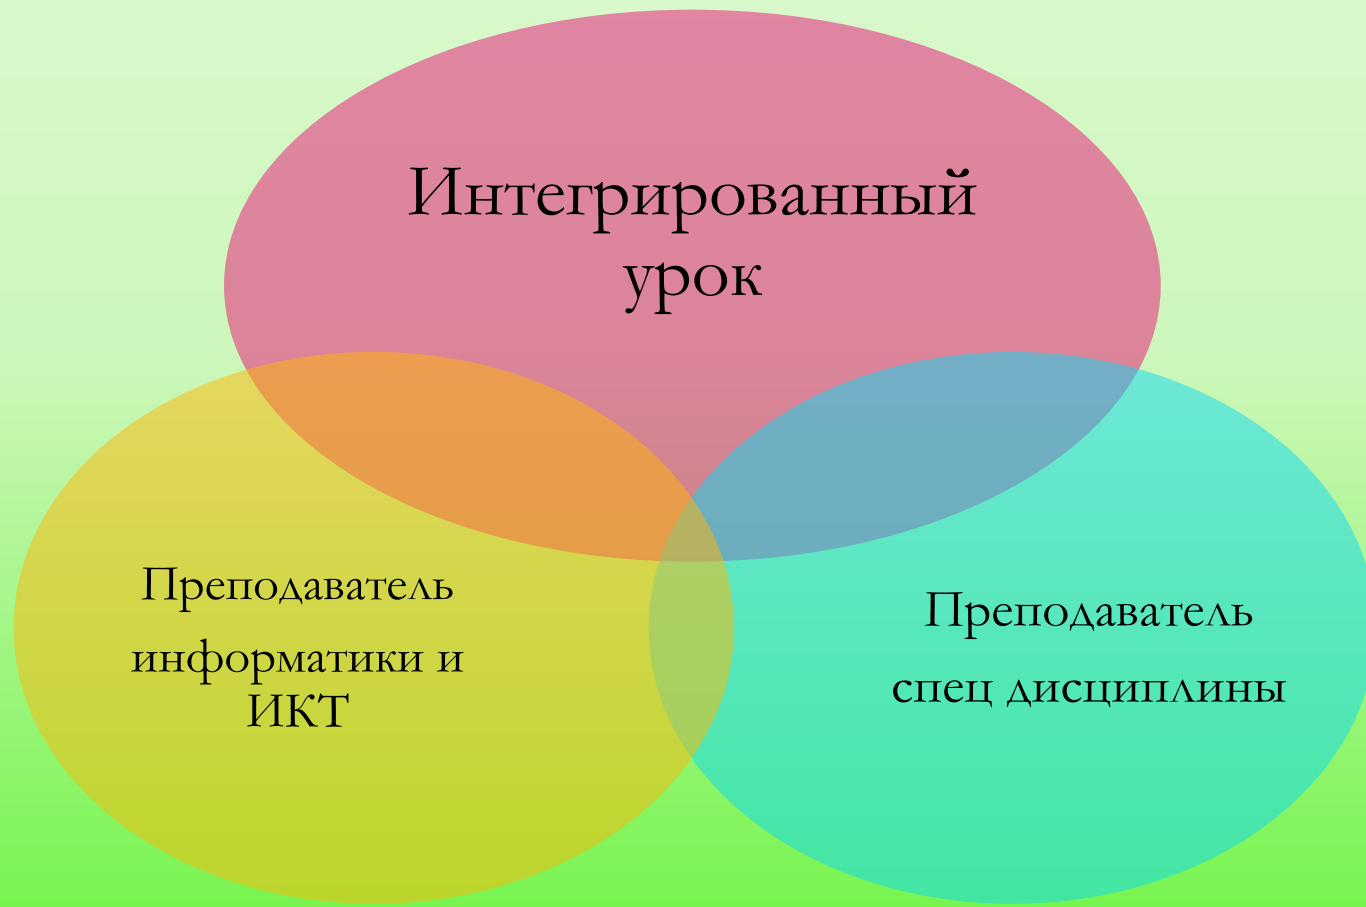 Интегрированный
урок
Преподаватель
информатики и
ИКТ
Преподаватель
спец дисциплины